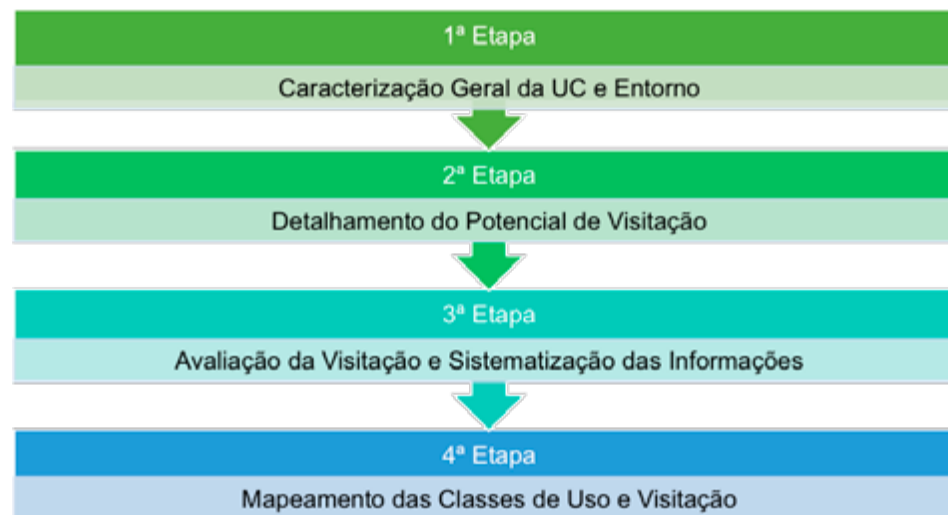 1ª Etapa
Caracterização Geral da UC e Entorno
2ª Etapa
Detalhamento do Potencial de Visitação
3ª Etapa
Avaliação da Visitação e Sistematização das Informações
4ª Etapa
Mapeamento das Classes de Uso e Visitação